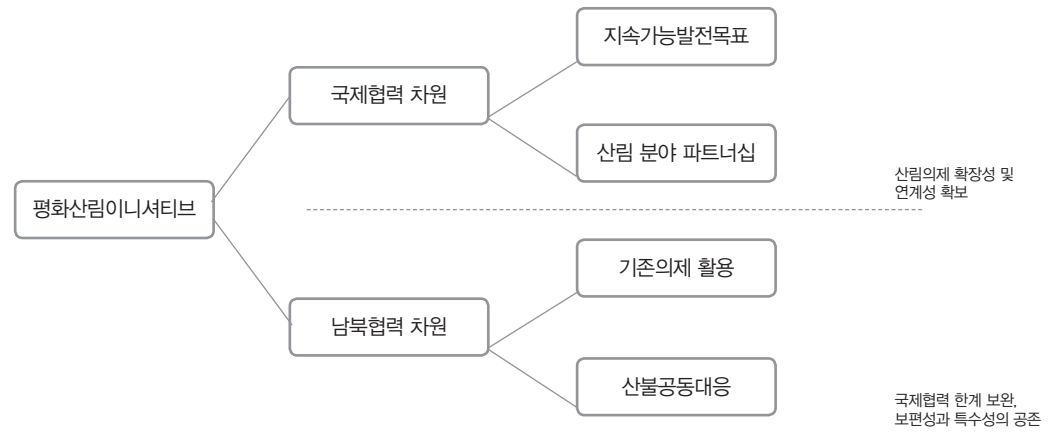 지속가능발전목표
국제협력 차원
산림 분야 파트너십
산림의제 확장성 및
연계성 확보
평화산림이니셔티브
기존의제 활용
남북협력 차원
산불공동대응
국제협력 한계 보완,
보편성과 특수성의 공존